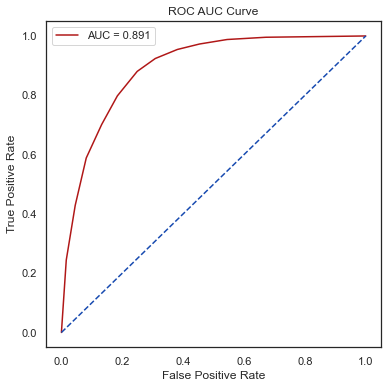 ROC AUC Curve
AUC = 0.891
True Positive Rate
1.0
0.8
0.6
0.4
0.2
0.0
0.0 0.2 0.4 0.6 0.8 1.0
False Positive Rate